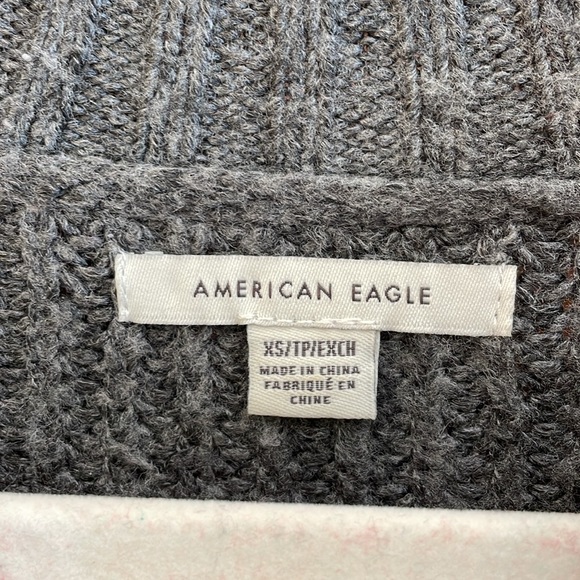 AMERICAN EAGLE
XS/TP/EXCH
MADE IN CHINA
FABRIQUÉ EN
CHINE